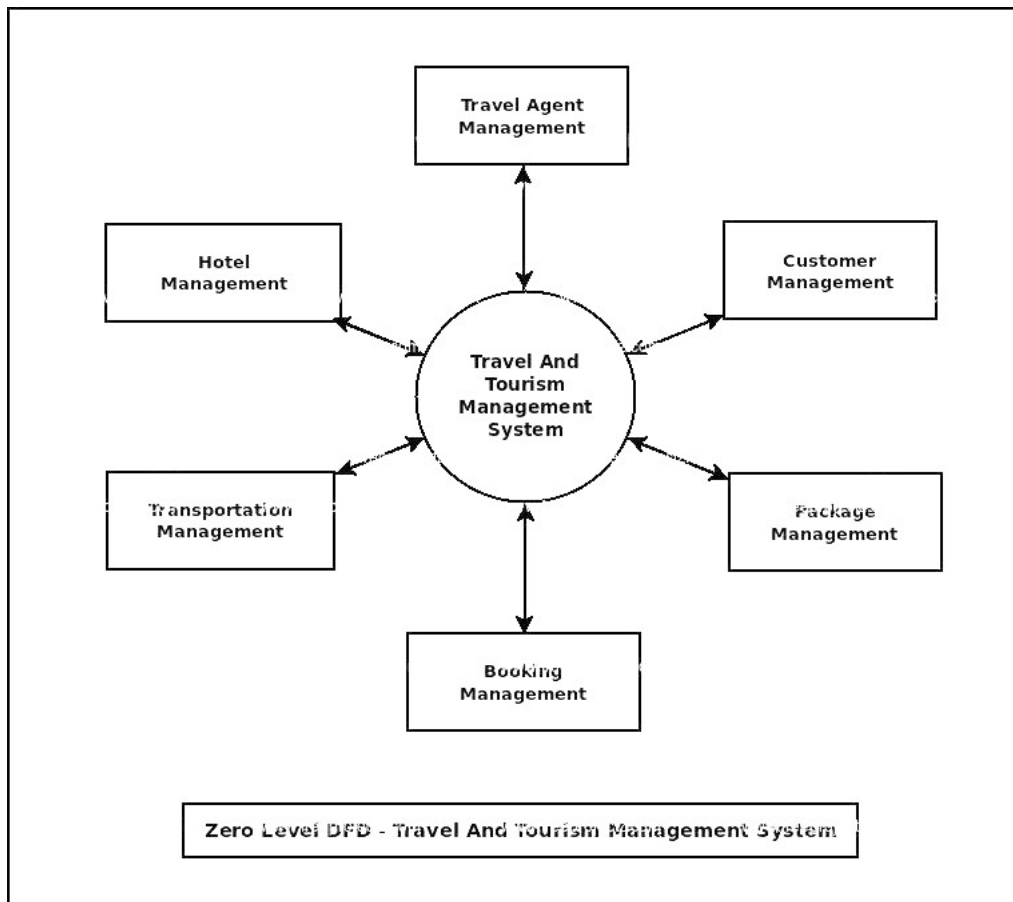 Travel Agent
Management
Hotel
Management
Customer
Management
Travel And
Tourism
Management
System
Transportation
Management
Package
Management
Booking
Management
Zero Level DFD - Travel And Tourism Management System